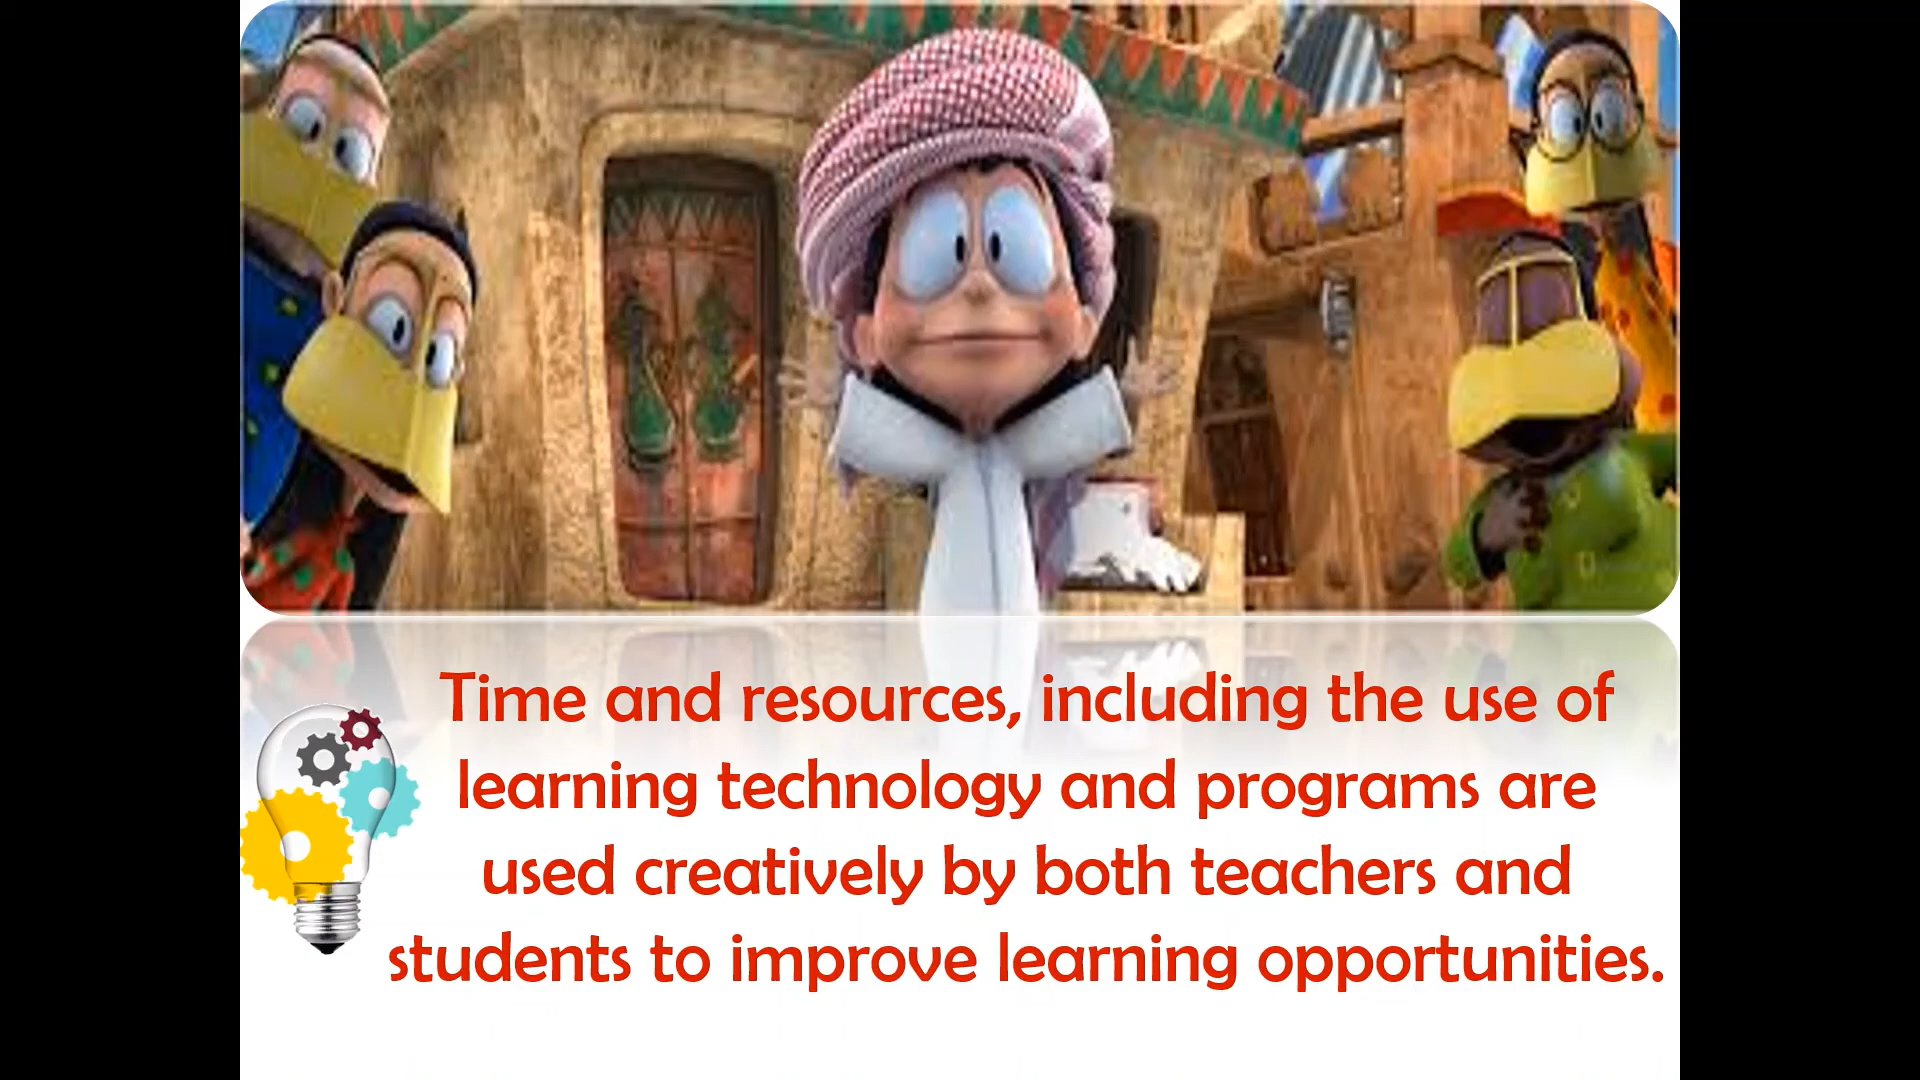 Time and resources, including the use of
learning technology and programs are
used creatively by both teachers and
students to improve learning opportunities.